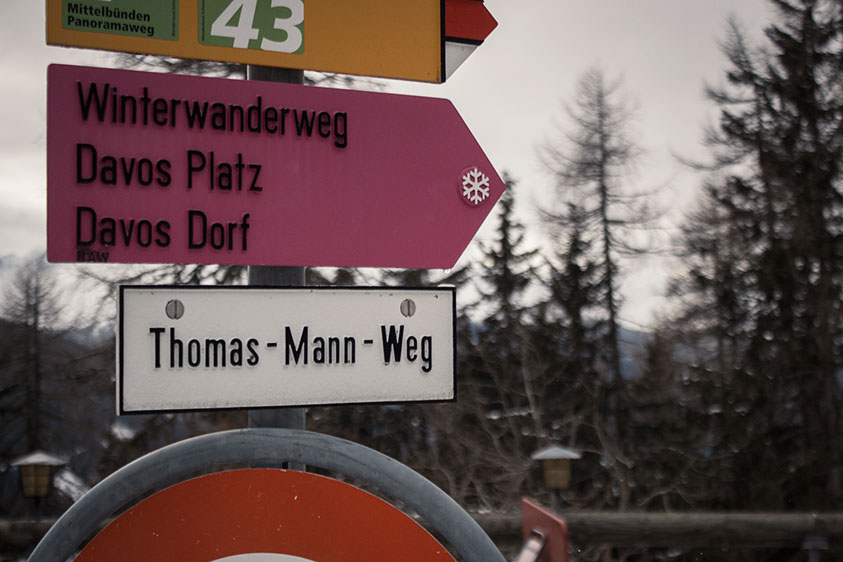 Mittelbünden
Panoramaweg
43
Winterwanderweg
Davos Platz
Davos Dorf
Thomas-Mann-Weg